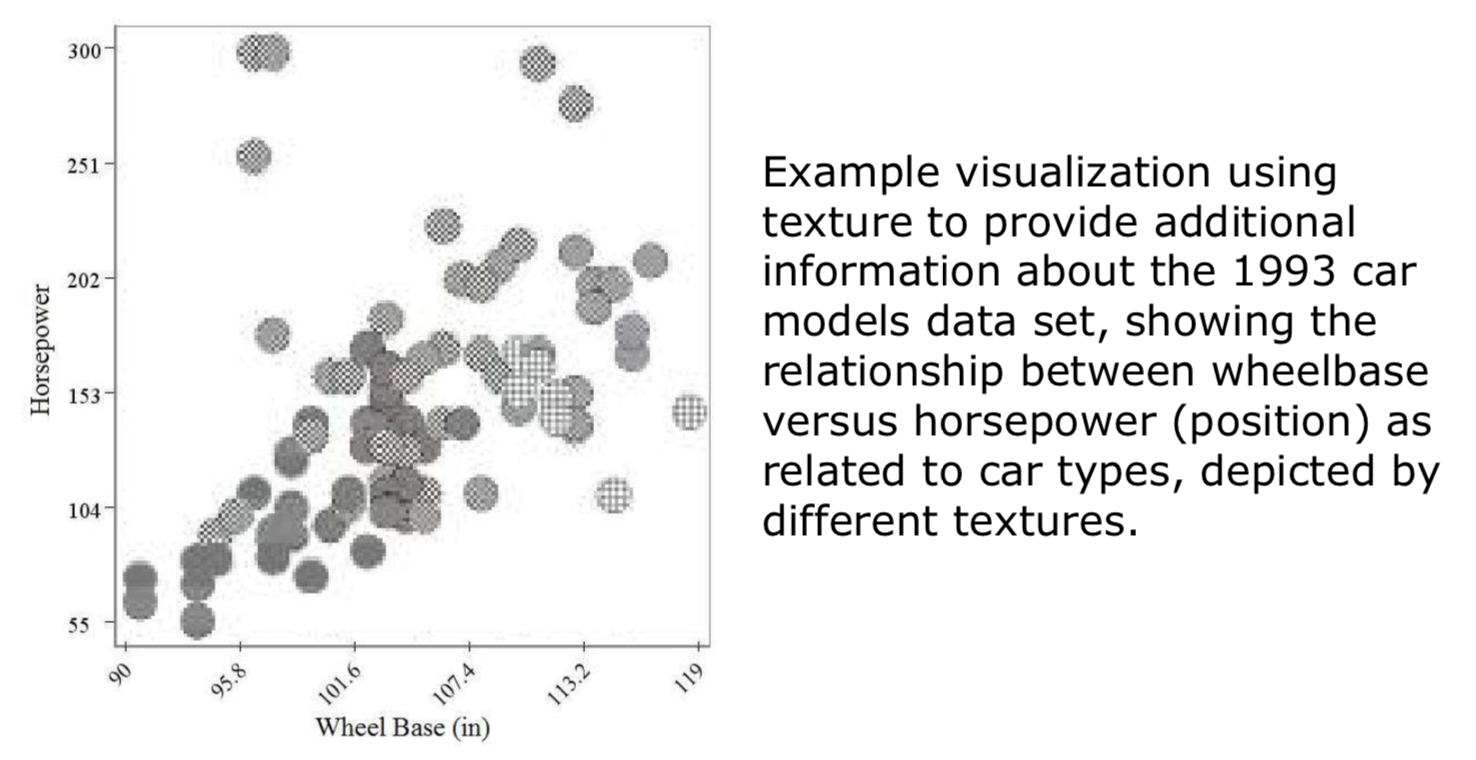 300
251
202
153
104
55
Horsepower
90
95.8
101.6
107.4
113.2
119
Wheel Base (in)
Example visualization using
texture to provide additional
information about the 1993 car
models data set, showing the
relationship between wheelbase
versus horsepower (position) as
related to car types, depicted by
different textures.